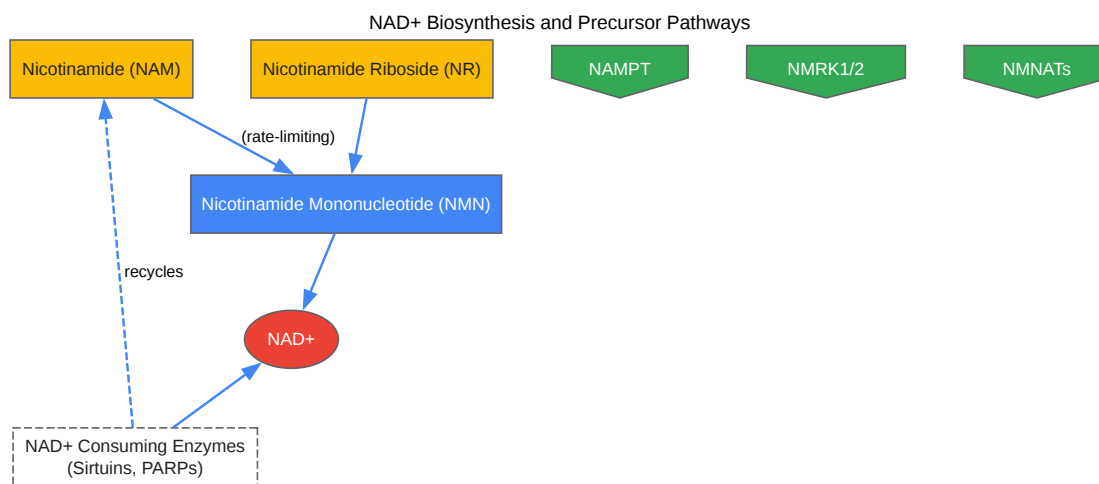 NAD+ Biosynthesis and Precursor Pathways
Nicotinamide (NAM)
Nicotinamide Riboside (NR)
NAMPT
NMRK1/2
NMNATs
(rate-limiting)
Nicotinamide Mononucleotide (NMN)
recycles
NAD+
NAD+ Consuming Enzymes
(Sirtuins, PARPs)